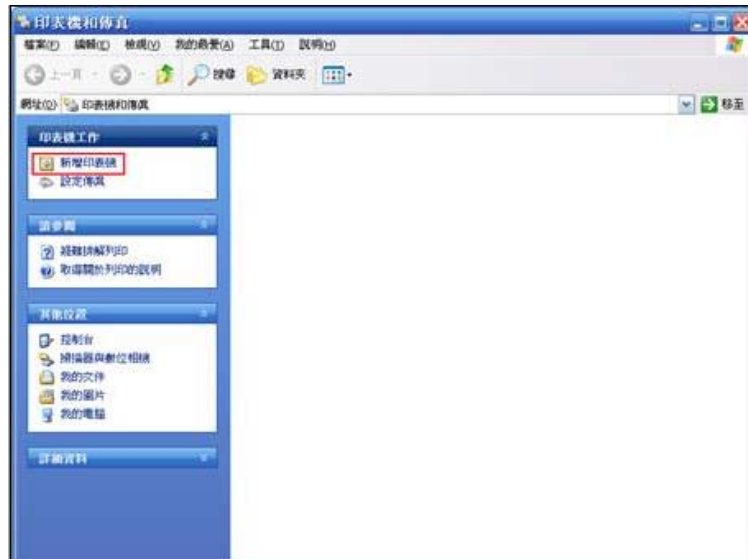 印表機和傳真
檔案(F) 編輯(E) 檢視(V) 我的最愛(A) 工具(T) 說明(H)
上一頁 搜尋 資料夾
網址(D) 印表機和傳真 移至
印表機工作
新增印表機
設定傳真
請參閱
疑難排解列印
取得關於列印的說明
其他位置
控制台
掃描器與數位相機
我的文件
我的圖片
我的電腦
詳細資料